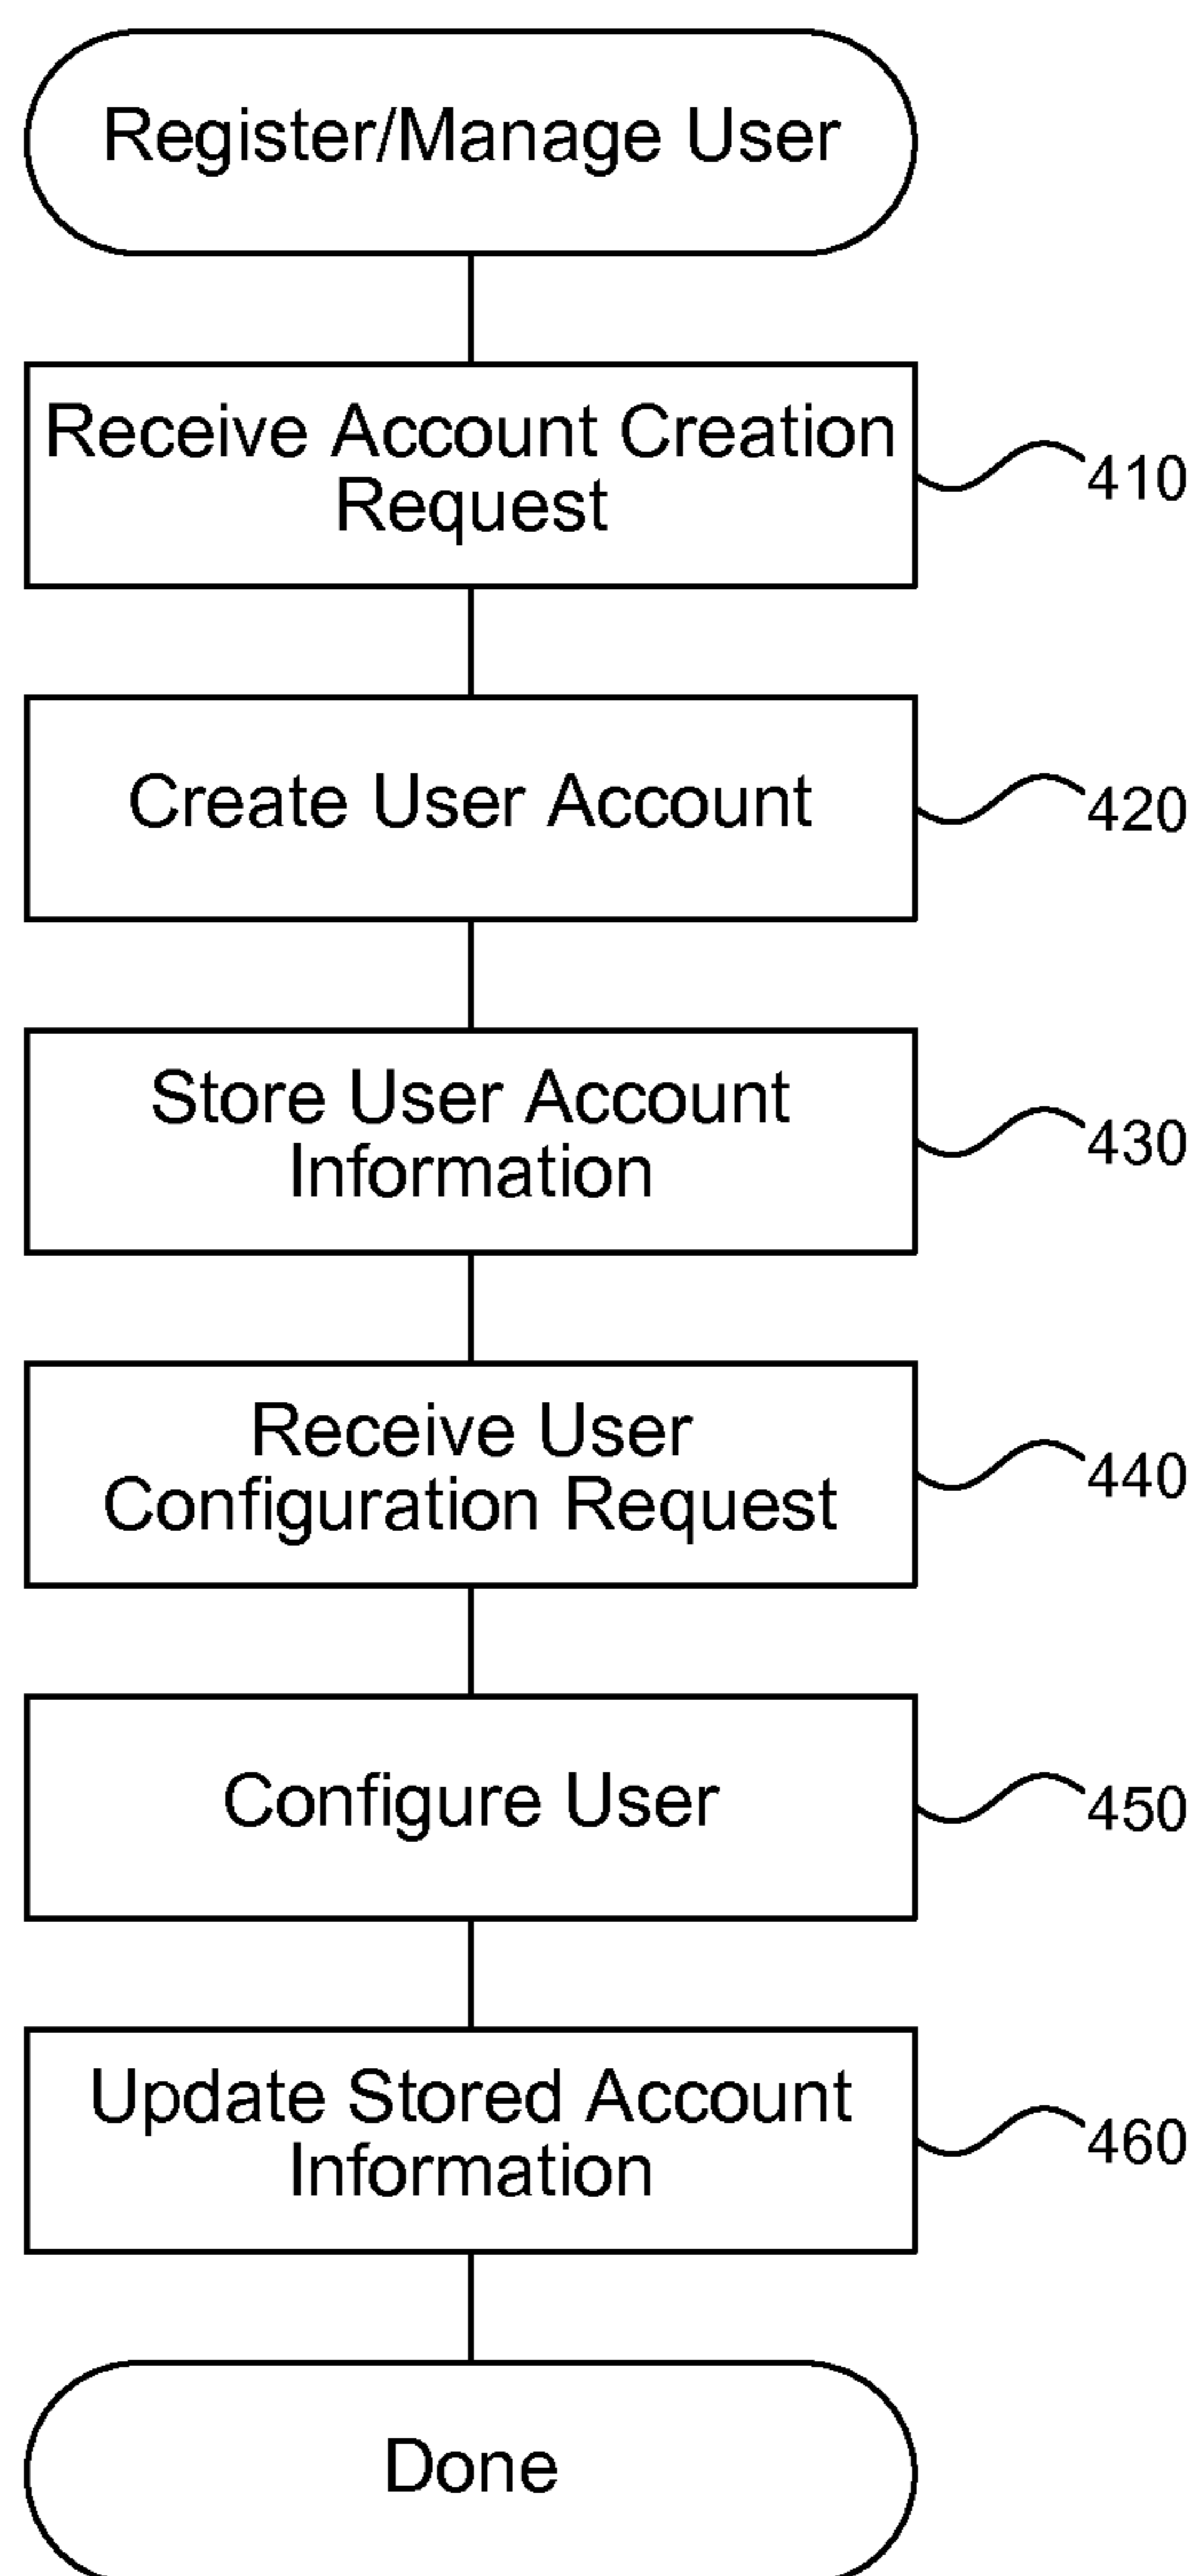 Register/Manage User
Receive Account Creation
Request
410
Create User Account
420
Store User Account
Information
430
Receive User
Configuration Request
440
Configure User
450
Update Stored Account
Information
460
Done